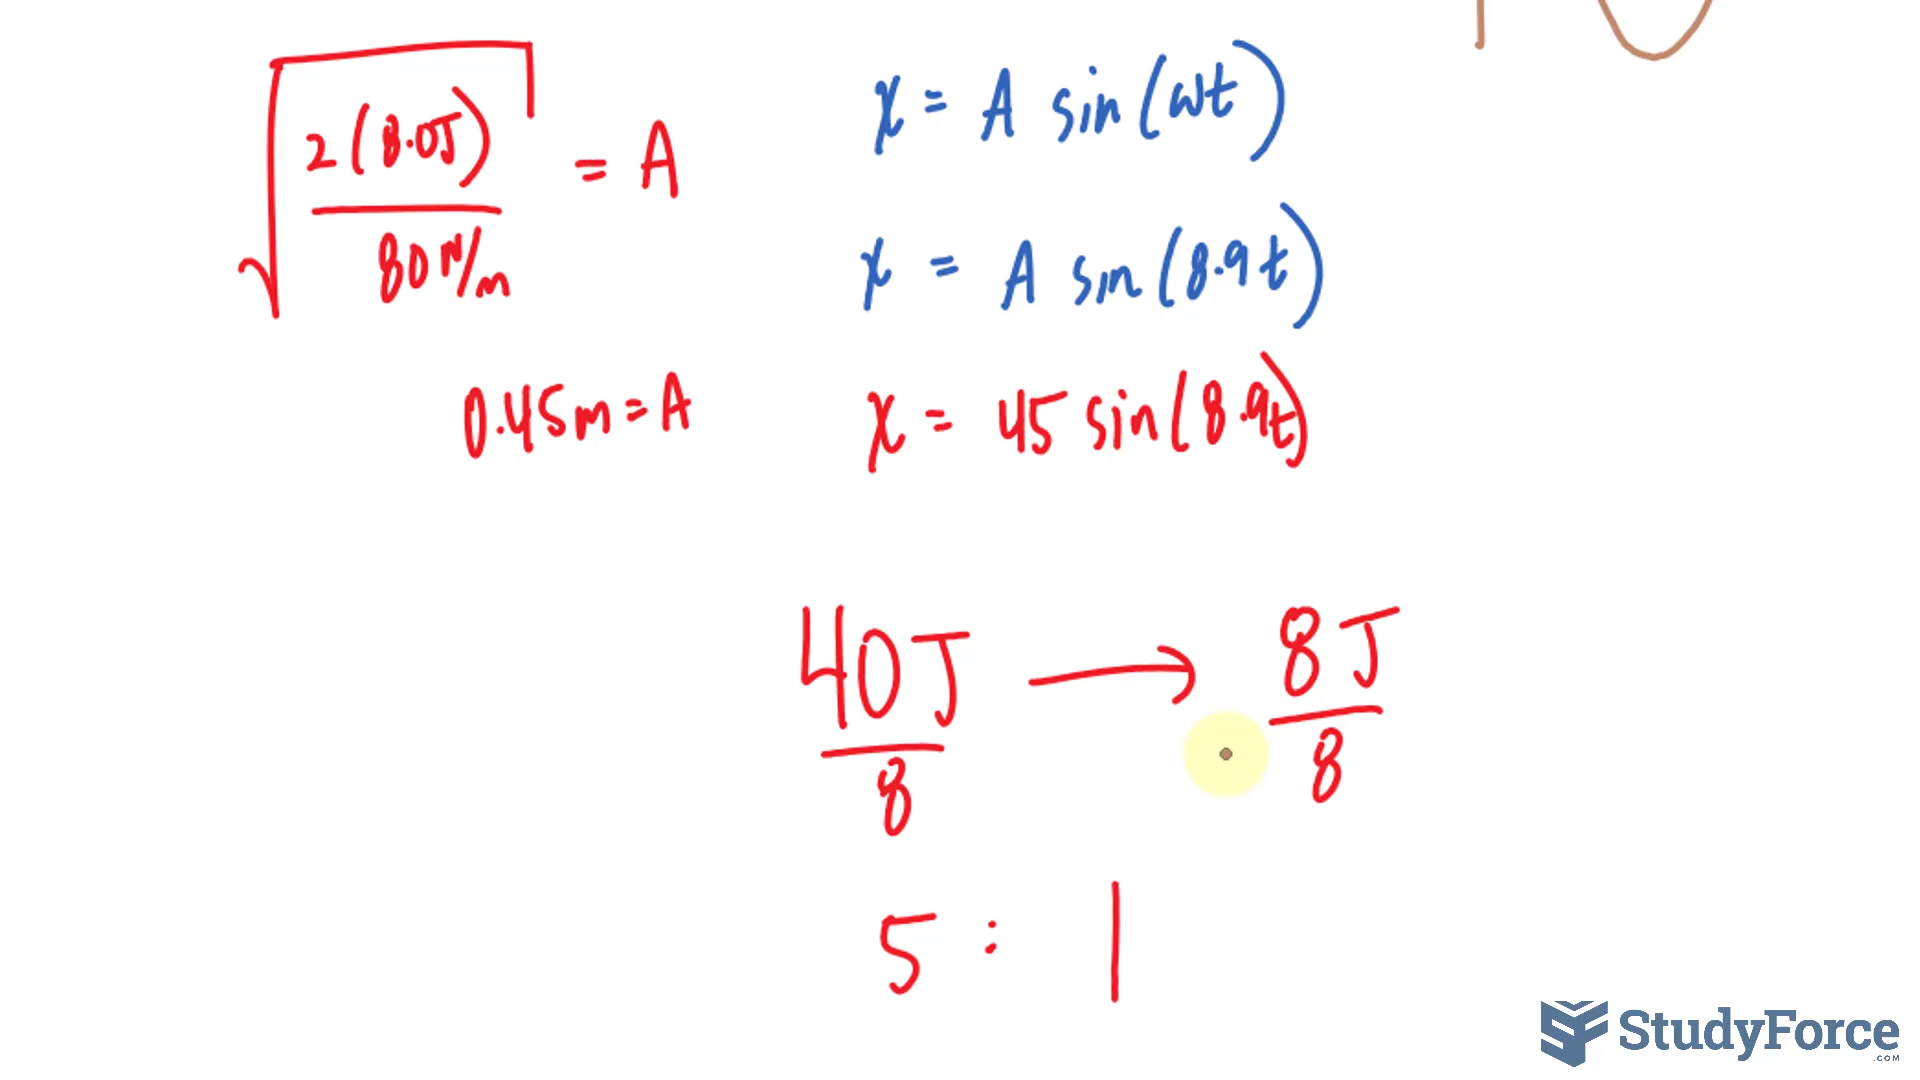 √(2(8.0J) / 80 N/m) = A
0.45m = A
x = A sin(ωt)
x = A sin(8.9t)
x = 45 sin(8.9t)
40J → 8J
8 8
5 : 1
StudyForce
.COM